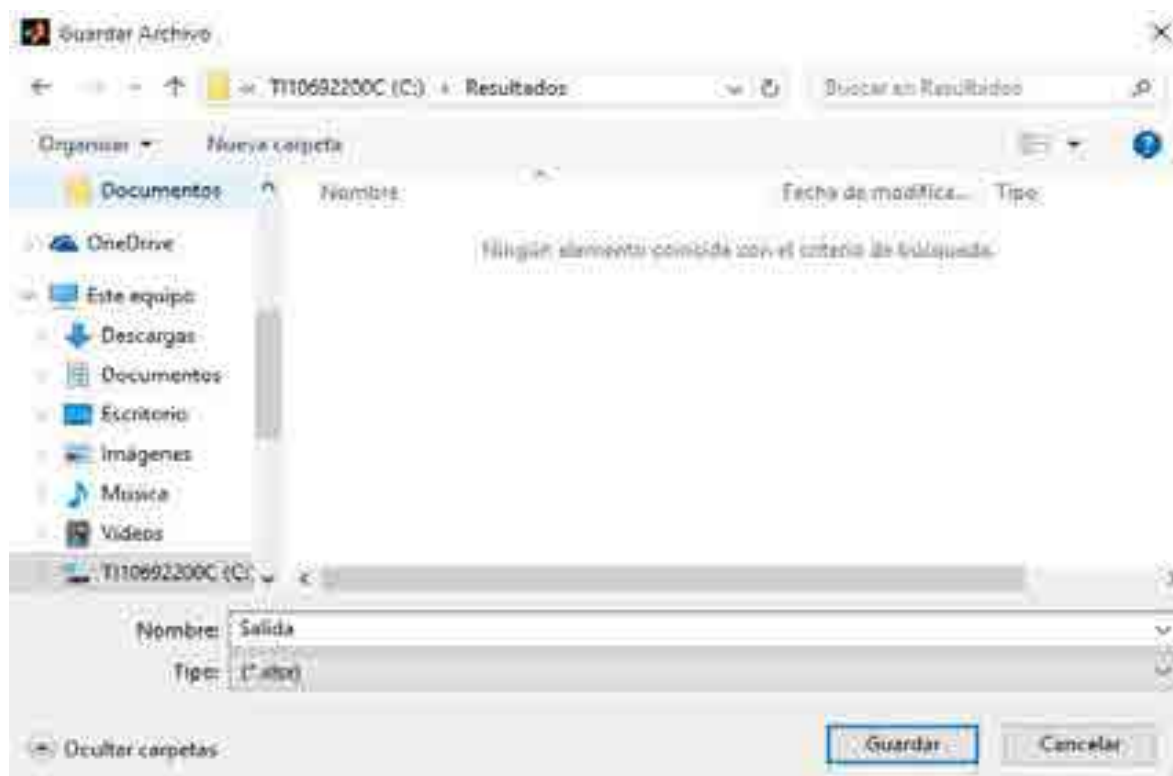 Guardar Archivo
« TI10692200C (C:) › Resultados
Buscar en Resultados
Organizar
Nueva carpeta
Documentos
Nombre
Fecha de modifica...
Tipo
OneDrive
Ningún elemento coincide con el criterio de búsqueda.
Este equipo
Descargas
Documentos
Escritorio
Imágenes
Música
Videos
TI10692200C (C:
Nombre: Salida
Tipo: (*.xlsx)
Ocultar carpetas
Guardar
Cancelar